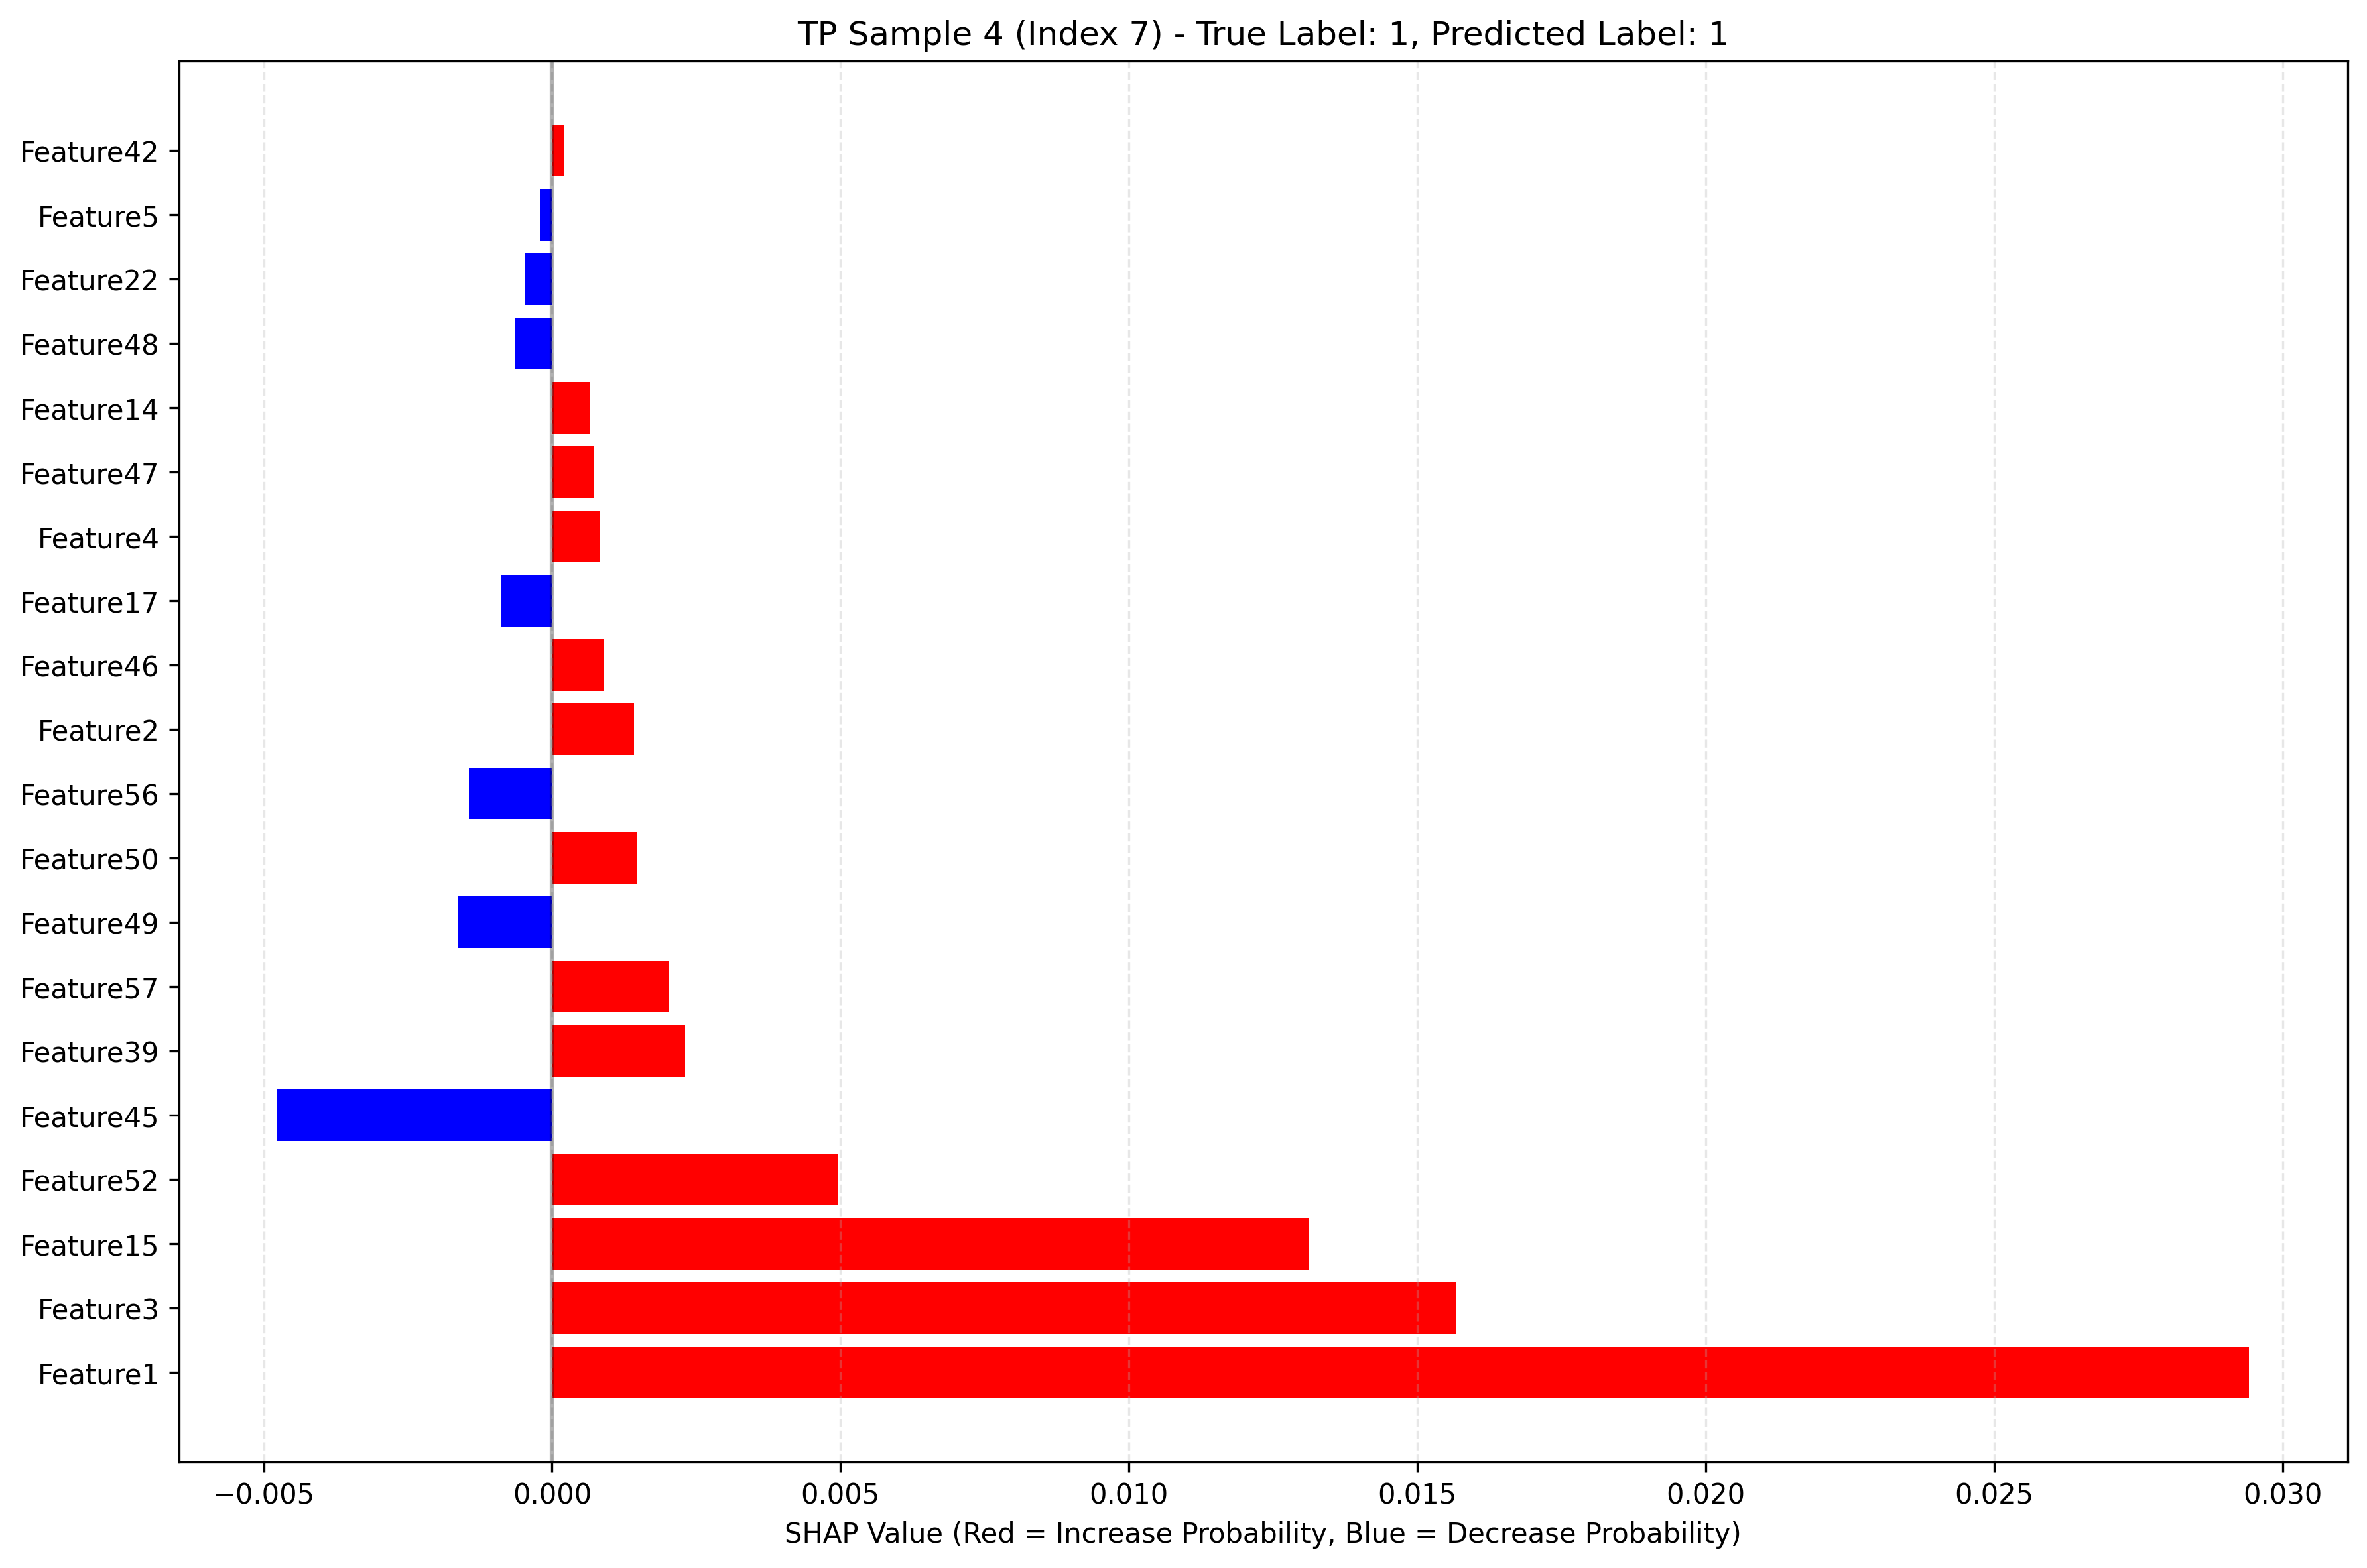 TP Sample 4 (Index 7) - True Label: 1, Predicted Label: 1
Feature42
Feature5
Feature22
Feature48
Feature14
Feature47
Feature4
Feature17
Feature46
Feature2
Feature56
Feature50
Feature49
Feature57
Feature39
Feature45
Feature52
Feature15
Feature3
Feature1
−0.005 0.000 0.005 0.010 0.015 0.020 0.025 0.030
SHAP Value (Red = Increase Probability, Blue = Decrease Probability)